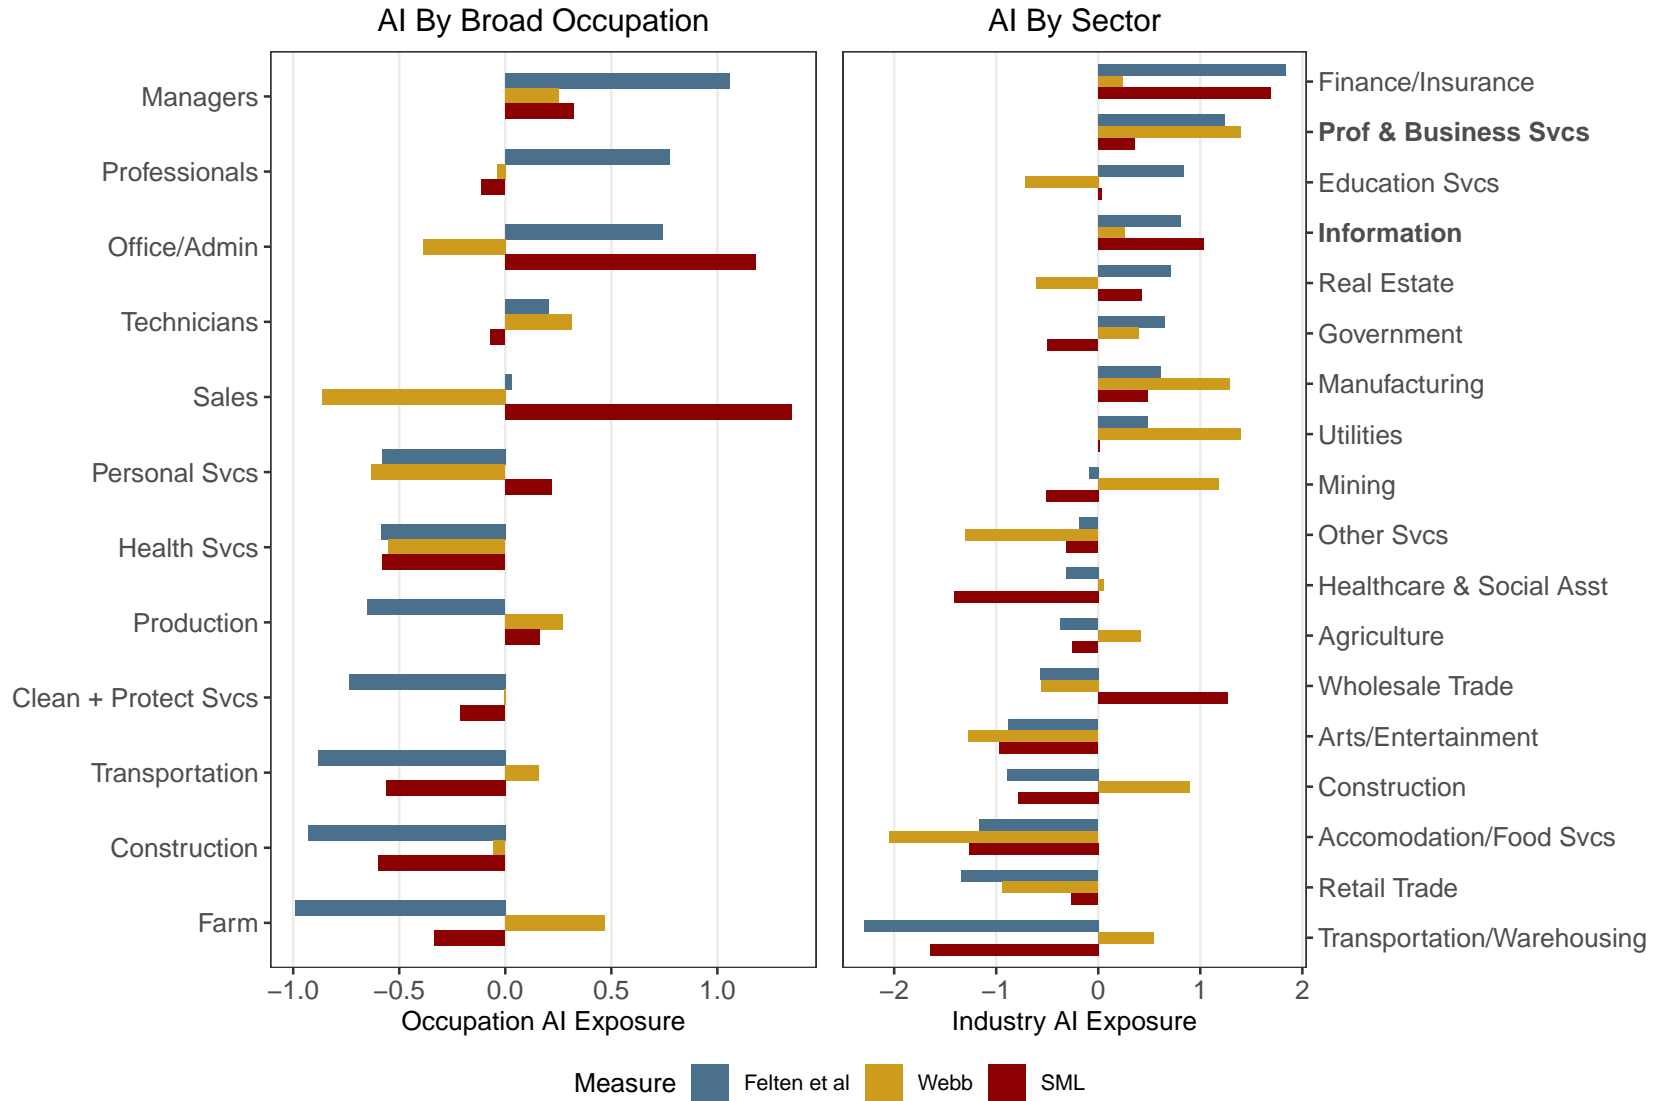 AI By Broad Occupation
Managers
Professionals
Office/Admin
Technicians
Sales
Personal Svcs
Health Svcs
Production
Clean + Protect Svcs
Transportation
Construction
Farm
−1.0 −0.5 0.0 0.5 1.0
Occupation AI Exposure
AI By Sector
Finance/Insurance
Prof & Business Svcs
Education Svcs
Information
Real Estate
Government
Manufacturing
Utilities
Mining
Other Svcs
Healthcare & Social Asst
Agriculture
Wholesale Trade
Arts/Entertainment
Construction
Accomodation/Food Svcs
Retail Trade
Transportation/Warehousing
−2 −1 0 1 2
Industry AI Exposure
Measure Felten et al Webb SML